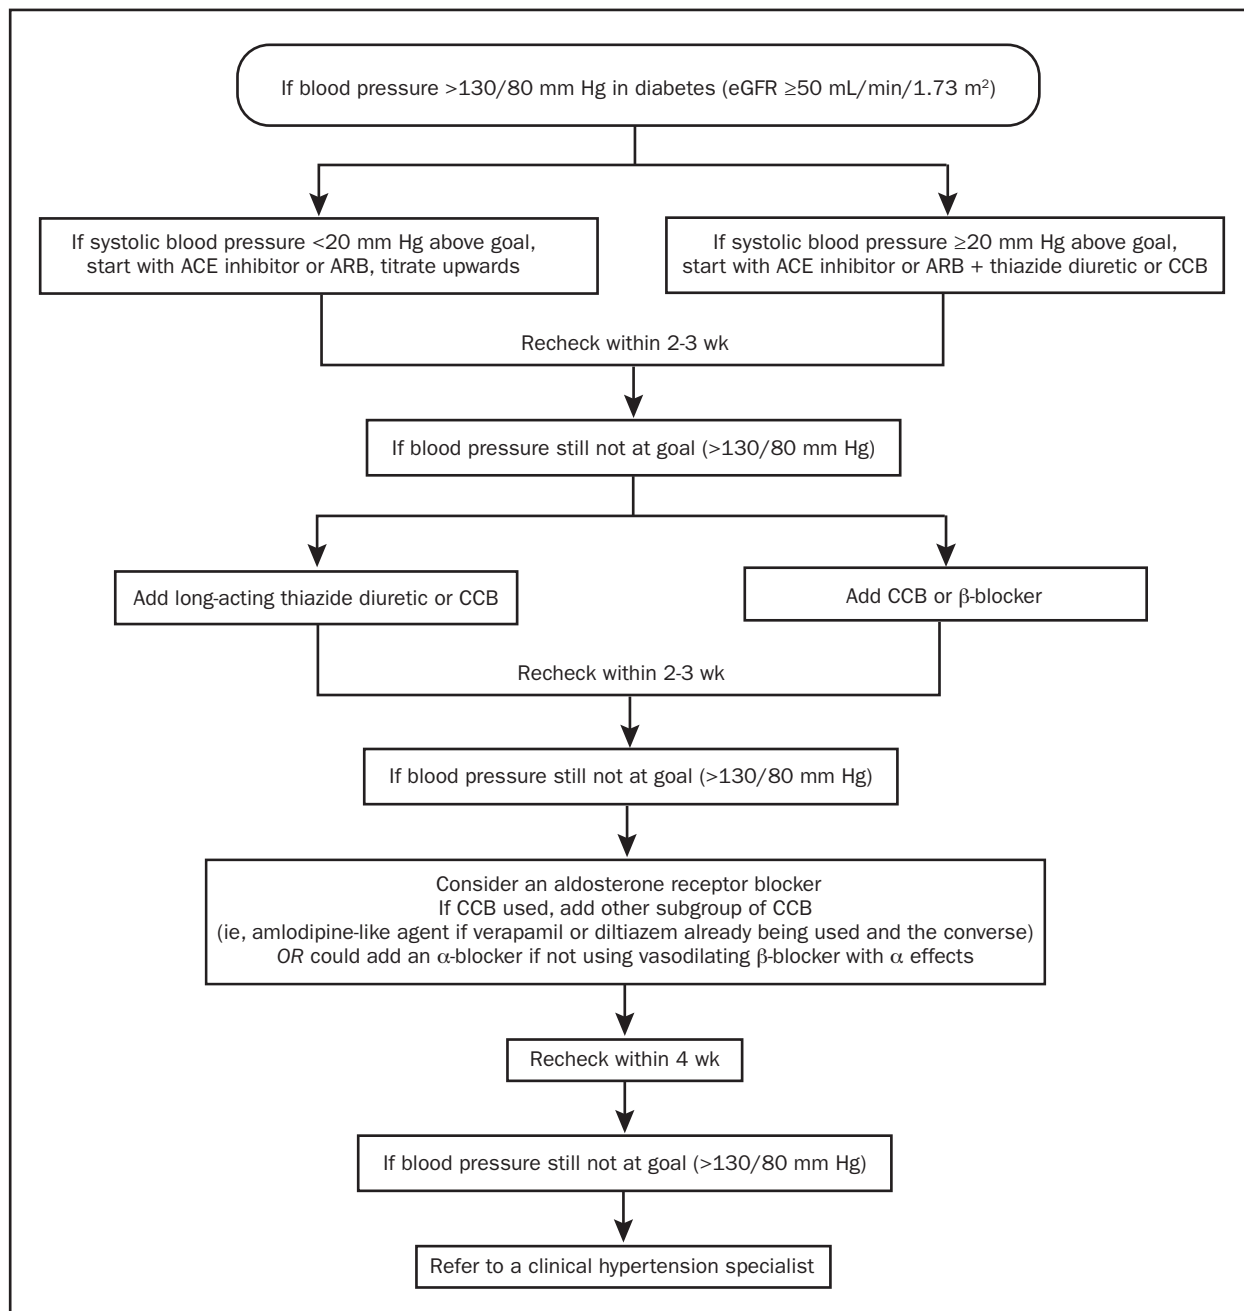 If blood pressure >130/80 mm Hg in diabetes (eGFR ≥50 mL/min/1.73 m²)
If systolic blood pressure <20 mm Hg above goal,
start with ACE inhibitor or ARB, titrate upwards
If systolic blood pressure ≥20 mm Hg above goal,
start with ACE inhibitor or ARB + thiazide diuretic or CCB
Recheck within 2-3 wk
If blood pressure still not at goal (>130/80 mm Hg)
Add long-acting thiazide diuretic or CCB
Add CCB or β-blocker
Recheck within 2-3 wk
If blood pressure still not at goal (>130/80 mm Hg)
Consider an aldosterone receptor blocker
If CCB used, add other subgroup of CCB
(ie, amlodipine-like agent if verapamil or diltiazem already being used and the converse)
OR could add an α-blocker if not using vasodilating β-blocker with α effects
Recheck within 4 wk
If blood pressure still not at goal (>130/80 mm Hg)
Refer to a clinical hypertension specialist